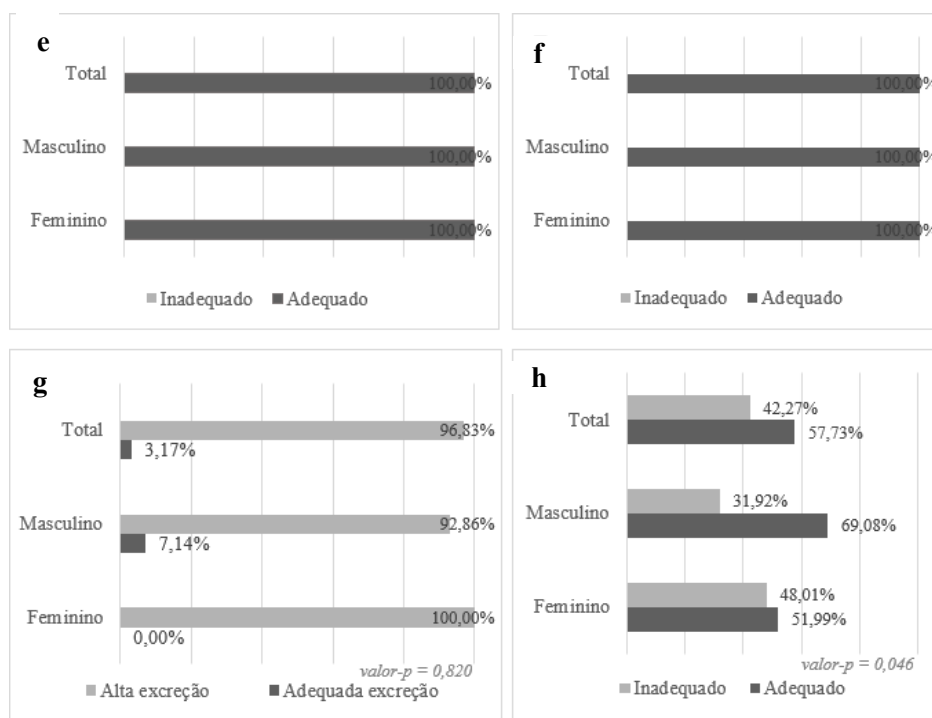 e
Total
100,00%
Masculino
100,00%
Feminino
100,00%
Inadequado Adequado
f
Total
100,00%
Masculino
100,00%
Feminino
100,00%
Inadequado Adequado
g
Total
96,83%
3,17%
Masculino
92,86%
7,14%
Feminino
100,00%
0,00%
valor-p = 0,820
Alta excreção Adequada excreção
h
Total
42,27%
57,73%
Masculino
31,92%
69,08%
Feminino
48,01%
51,99%
valor-p = 0,046
Inadequado Adequado